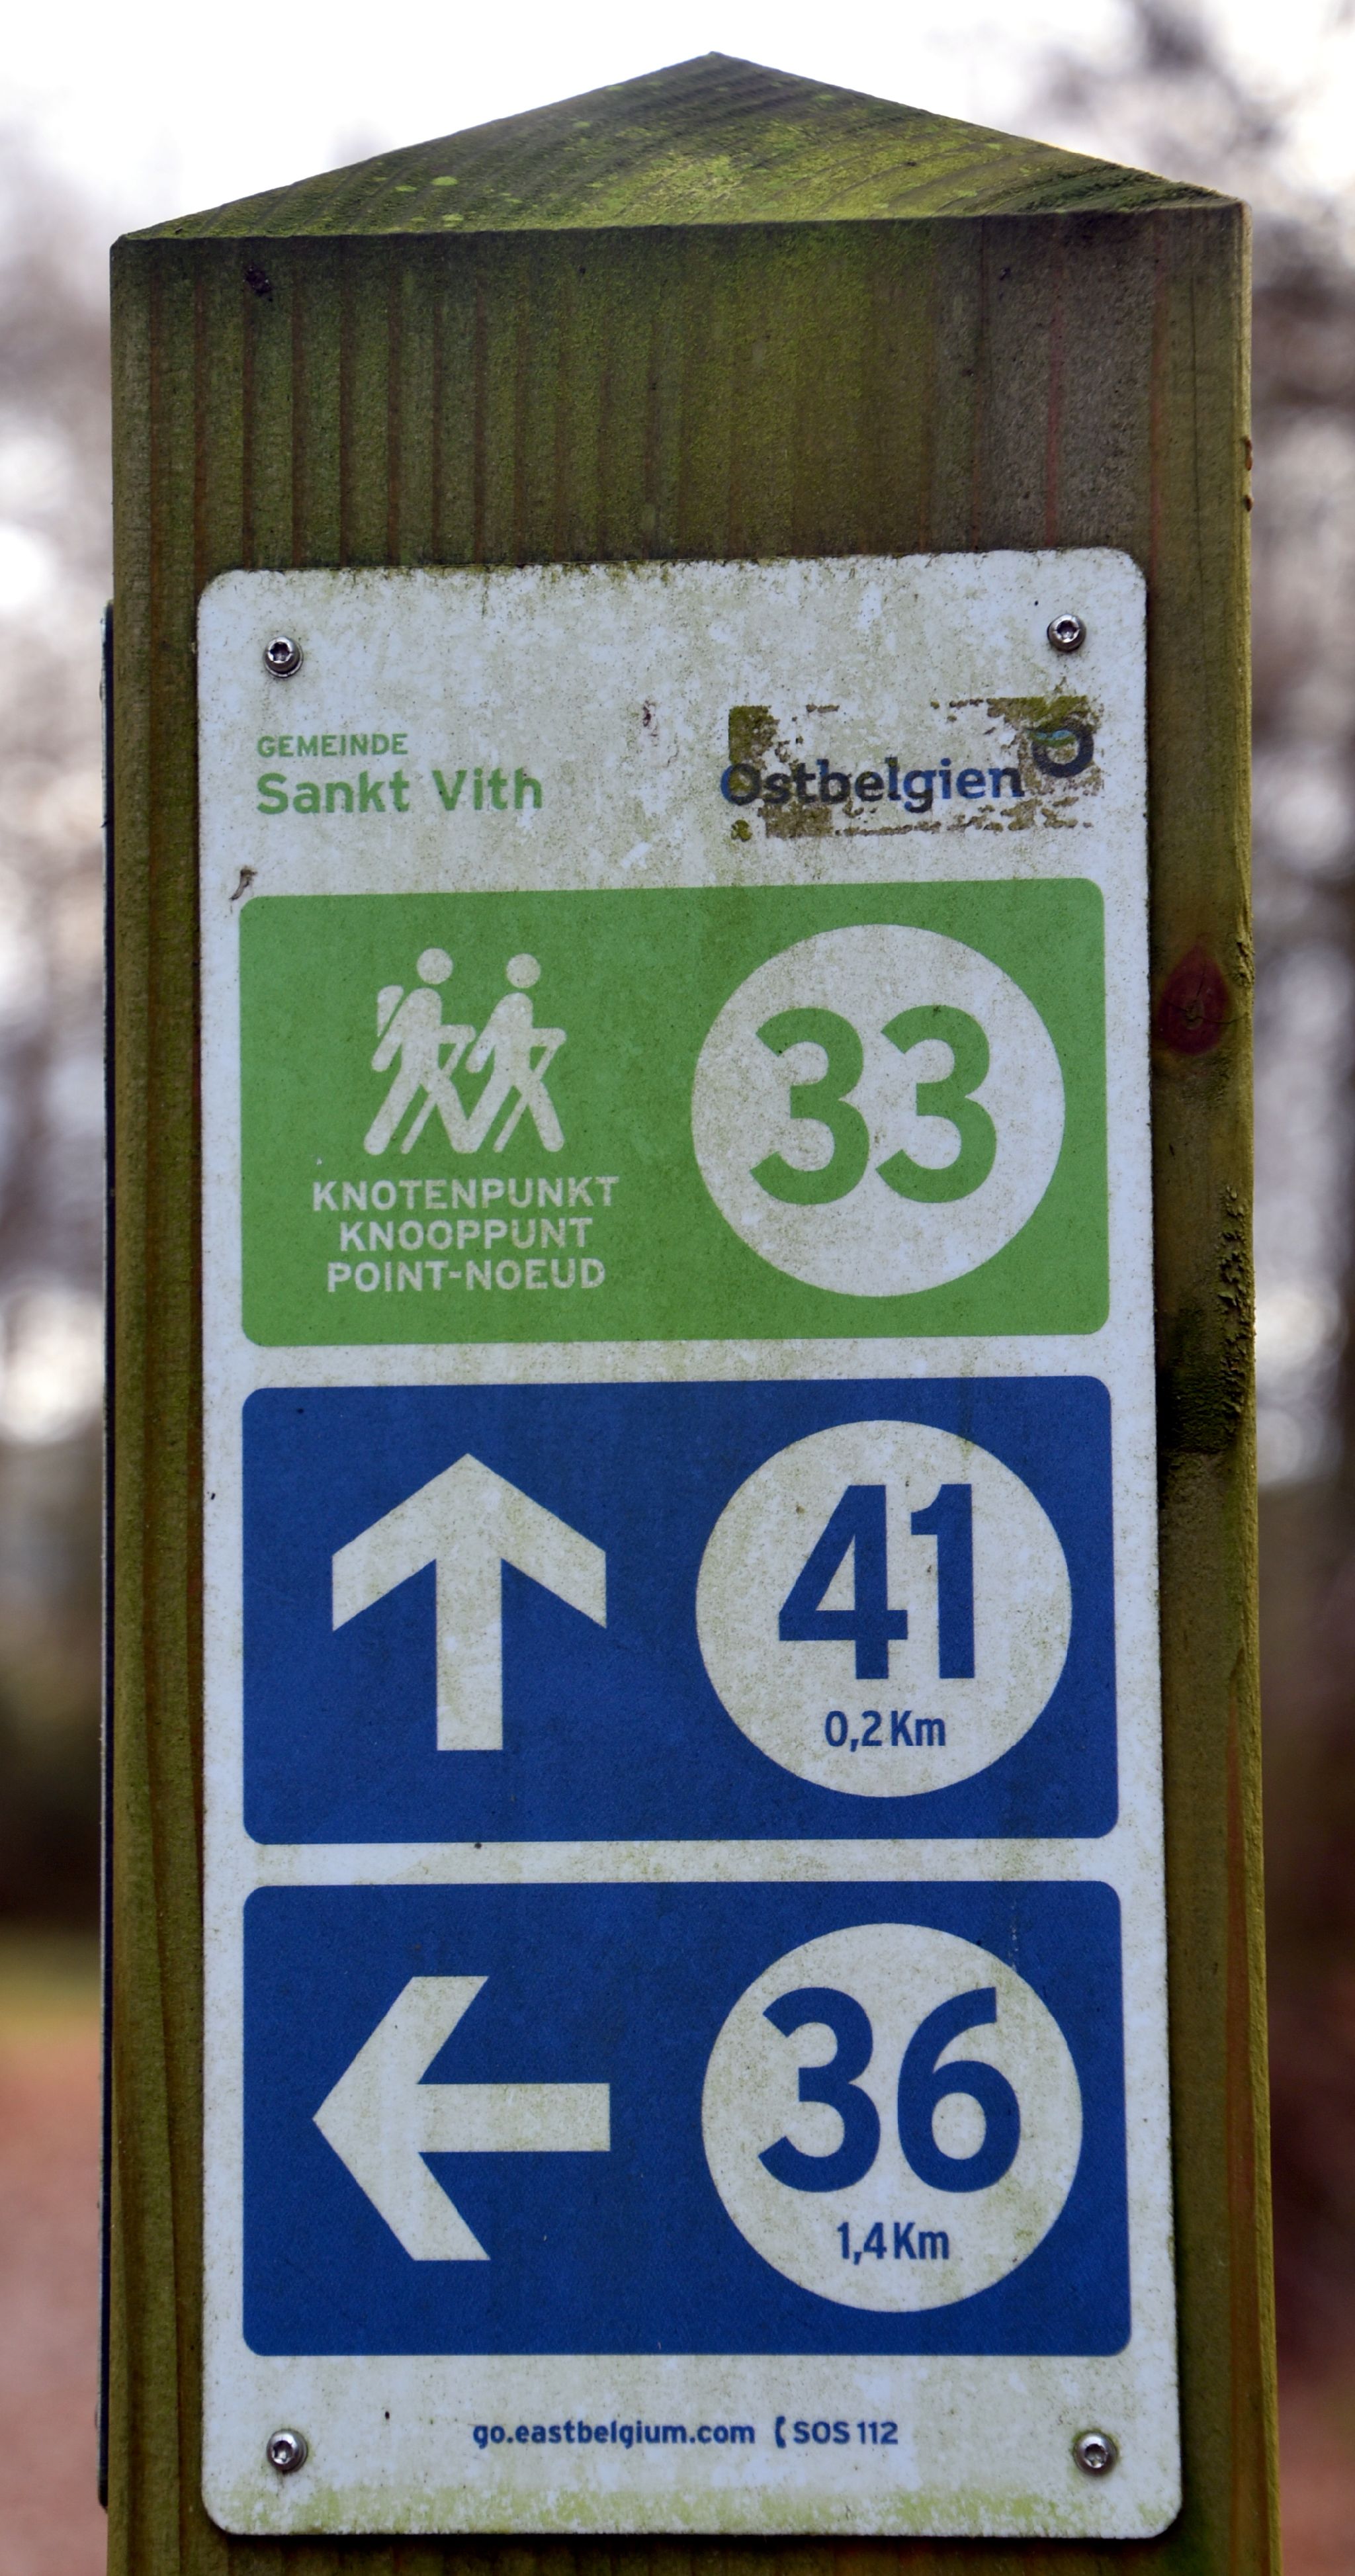 GEMEINDE
Sankt Vith
Ostbelgien
33
KNOTENPUNKT
KNOOPPUNT
POINT-NOEUD
41
0,2 Km
36
1,4 Km
go.eastbelgium.com SOS 112